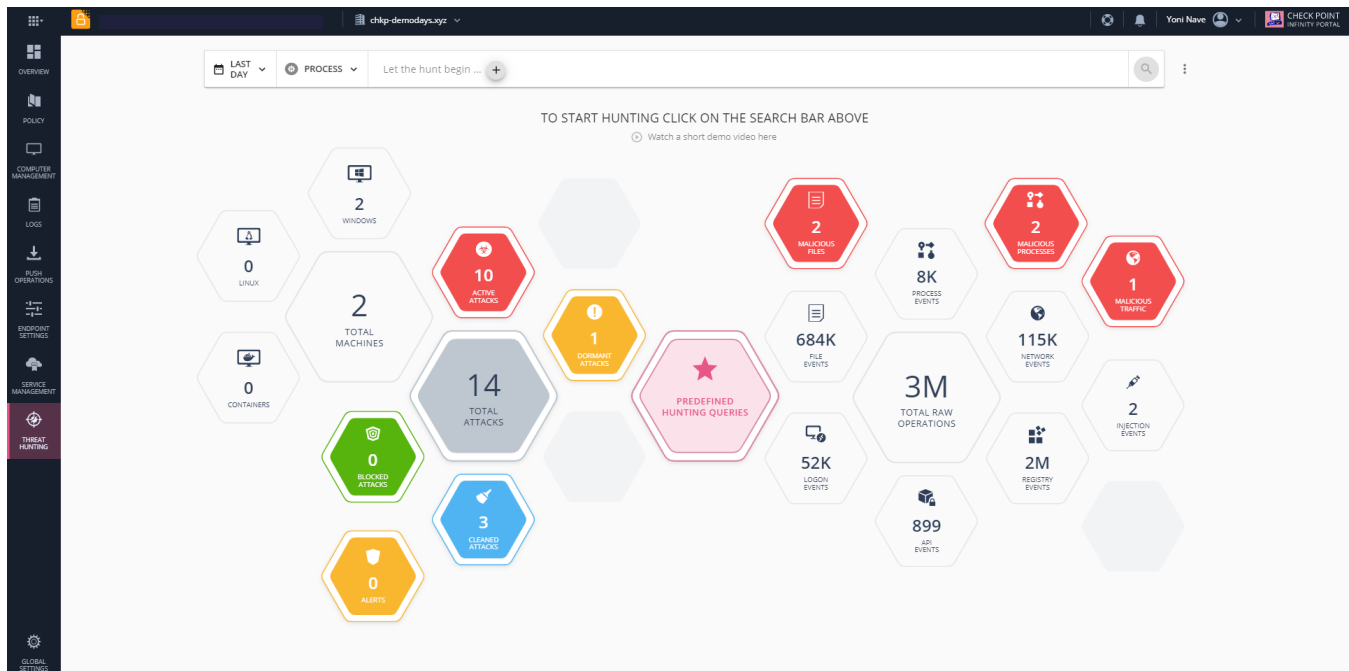 chkp-demodays.xyz
Yoni Nave
CHECK POINT
INFINITY PORTAL
OVERVIEW
POLICY
COMPUTER
MANAGEMENT
LOGS
PUSH
OPERATIONS
ENDPOINT
SETTINGS
SERVICE
MANAGEMENT
THREAT
HUNTING
GLOBAL
SETTINGS
LAST
DAY
PROCESS
Let the hunt begin ...
TO START HUNTING CLICK ON THE SEARCH BAR ABOVE
Watch a short demo video here
2
WINDOWS
0
LINUX
2
TOTAL
MACHINES
0
CONTAINERS
10
ACTIVE
ATTACKS
1
DORMANT
ATTACKS
14
TOTAL
ATTACKS
0
BLOCKED
ATTACKS
3
CLEANED
ATTACKS
0
ALERTS
PREDEFINED
HUNTING QUERIES
2
MALICIOUS
FILES
8K
PROCESS
EVENTS
2
MALICIOUS
PROCESSES
1
MALICIOUS
TRAFFIC
684K
FILE
EVENTS
115K
NETWORK
EVENTS
3M
TOTAL RAW
OPERATIONS
2
INJECTION
EVENTS
52K
LOGON
EVENTS
2M
REGISTRY
EVENTS
899
API
EVENTS